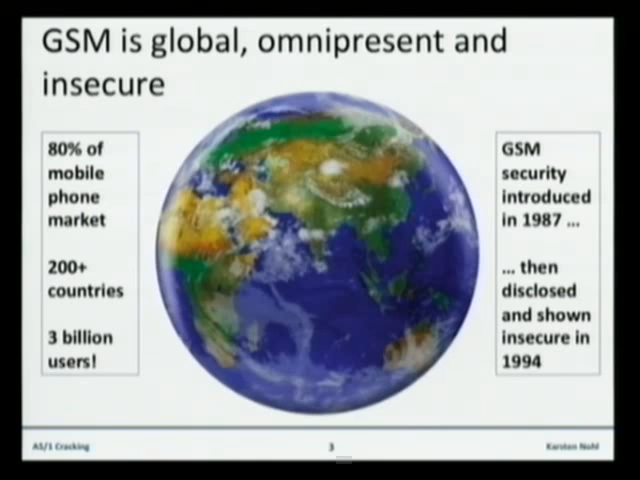 GSM is global, omnipresent and
insecure
80% of
mobile
phone
market
200+
countries
3 billion
users!
GSM
security
introduced
in 1987 ...
... then
disclosed
and shown
insecure in
1994
A5/1 Cracking
3
Karsten Nohl